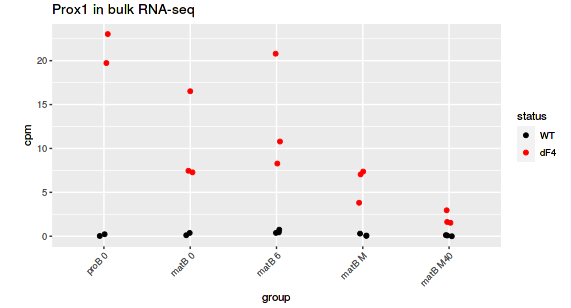 Prox1 in bulk RNA-seq
cpm
20
15
10
5
0
proB 0
matB 0
matB 6
matB M
matB M40
group
status
WT
dF4